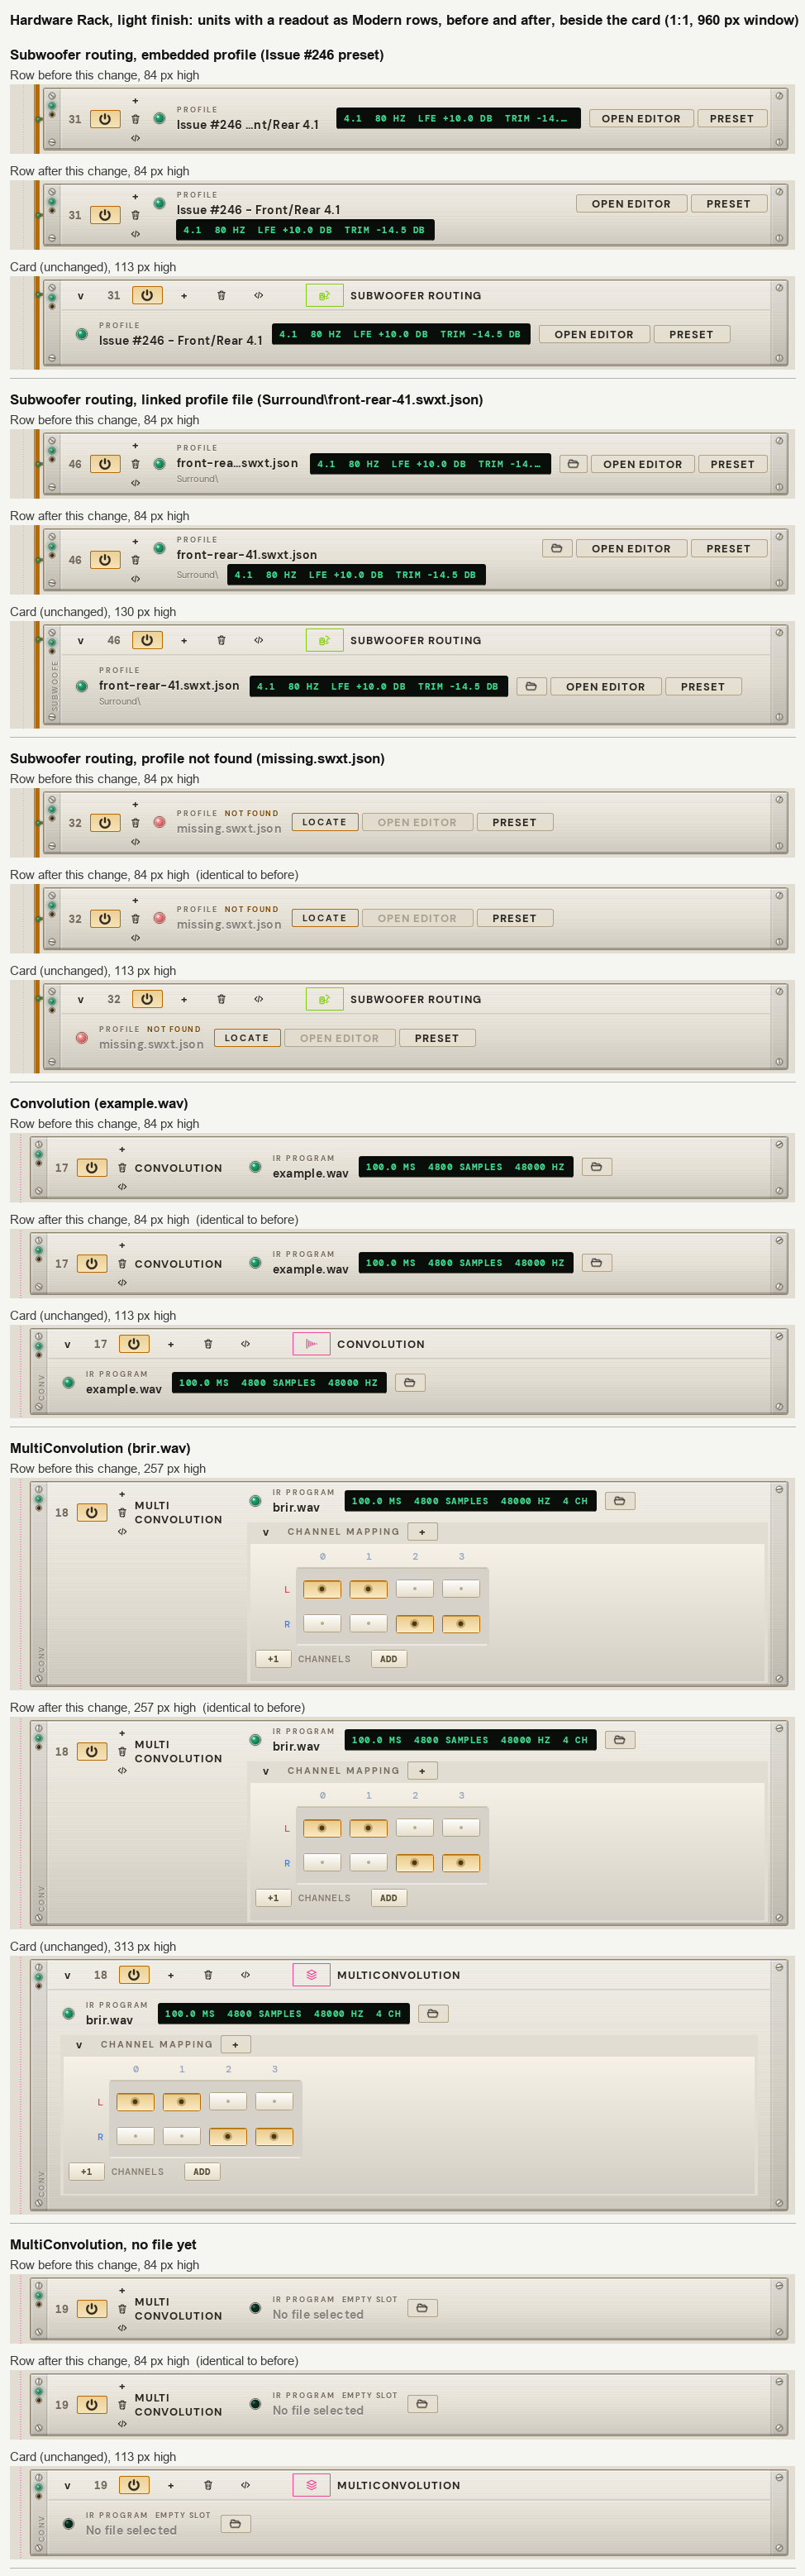 Hardware Rack, light finish: units with a readout as Modern rows, before and after, beside the card (1:1, 960 px window)
Subwoofer routing, embedded profile (Issue #246 preset)
Row before this change, 84 px high
+
PROFILE
31 Issue #246 …nt/Rear 4.1 4.1 80 HZ LFE +10.0 DB TRIM -14.… OPEN EDITOR PRESET
</>
Row after this change, 84 px high
+
PROFILE
31 Issue #246 - Front/Rear 4.1 OPEN EDITOR PRESET
</> 4.1 80 HZ LFE +10.0 DB TRIM -14.5 DB
Card (unchanged), 113 px high
v 31 + </> SUBWOOFER ROUTING
PROFILE
Issue #246 - Front/Rear 4.1 4.1 80 HZ LFE +10.0 DB TRIM -14.5 DB OPEN EDITOR PRESET
Subwoofer routing, linked profile file (Surround\front-rear-41.swxt.json)
Row before this change, 84 px high
+
PROFILE
46 front-rea…swxt.json 4.1 80 HZ LFE +10.0 DB TRIM -14.… OPEN EDITOR PRESET
</> Surround\
Row after this change, 84 px high
+
PROFILE
46 front-rear-41.swxt.json OPEN EDITOR PRESET
</> Surround\ 4.1 80 HZ LFE +10.0 DB TRIM -14.5 DB
Card (unchanged), 130 px high
v 46 + </> SUBWOOFER ROUTING
SUBWOOFE
PROFILE
front-rear-41.swxt.json 4.1 80 HZ LFE +10.0 DB TRIM -14.5 DB OPEN EDITOR PRESET
Surround\
Subwoofer routing, profile not found (missing.swxt.json)
Row before this change, 84 px high
+
PROFILE NOT FOUND
32 missing.swxt.json LOCATE OPEN EDITOR PRESET
</>
Row after this change, 84 px high (identical to before)
+
PROFILE NOT FOUND
32 missing.swxt.json LOCATE OPEN EDITOR PRESET
</>
Card (unchanged), 113 px high
v 32 + </> SUBWOOFER ROUTING
PROFILE NOT FOUND
missing.swxt.json LOCATE OPEN EDITOR PRESET
Convolution (example.wav)
Row before this change, 84 px high
+
IR PROGRAM
17 CONVOLUTION example.wav 100.0 MS 4800 SAMPLES 48000 HZ
</>
Row after this change, 84 px high (identical to before)
+
IR PROGRAM
17 CONVOLUTION example.wav 100.0 MS 4800 SAMPLES 48000 HZ
</>
Card (unchanged), 113 px high
v 17 + </> CONVOLUTION
CONV
IR PROGRAM
example.wav 100.0 MS 4800 SAMPLES 48000 HZ
MultiConvolution (brir.wav)
Row before this change, 257 px high
+
IR PROGRAM
18 MULTI CONVOLUTION brir.wav 100.0 MS 4800 SAMPLES 48000 HZ 4 CH
</>
v CHANNEL MAPPING +
0 1 2 3
L
R
CONV
+1 CHANNELS ADD
Row after this change, 257 px high (identical to before)
+
IR PROGRAM
18 MULTI CONVOLUTION brir.wav 100.0 MS 4800 SAMPLES 48000 HZ 4 CH
</>
v CHANNEL MAPPING +
0 1 2 3
L
R
CONV
+1 CHANNELS ADD
Card (unchanged), 313 px high
v 18 + </> MULTICONVOLUTION
IR PROGRAM
brir.wav 100.0 MS 4800 SAMPLES 48000 HZ 4 CH
v CHANNEL MAPPING +
0 1 2 3
L
R
CONV
+1 CHANNELS ADD
MultiConvolution, no file yet
Row before this change, 84 px high
+
IR PROGRAM EMPTY SLOT
19 MULTI CONVOLUTION No file selected
</>
Row after this change, 84 px high (identical to before)
+
IR PROGRAM EMPTY SLOT
19 MULTI CONVOLUTION No file selected
</>
Card (unchanged), 113 px high
v 19 + </> MULTICONVOLUTION
CONV
IR PROGRAM EMPTY SLOT
No file selected